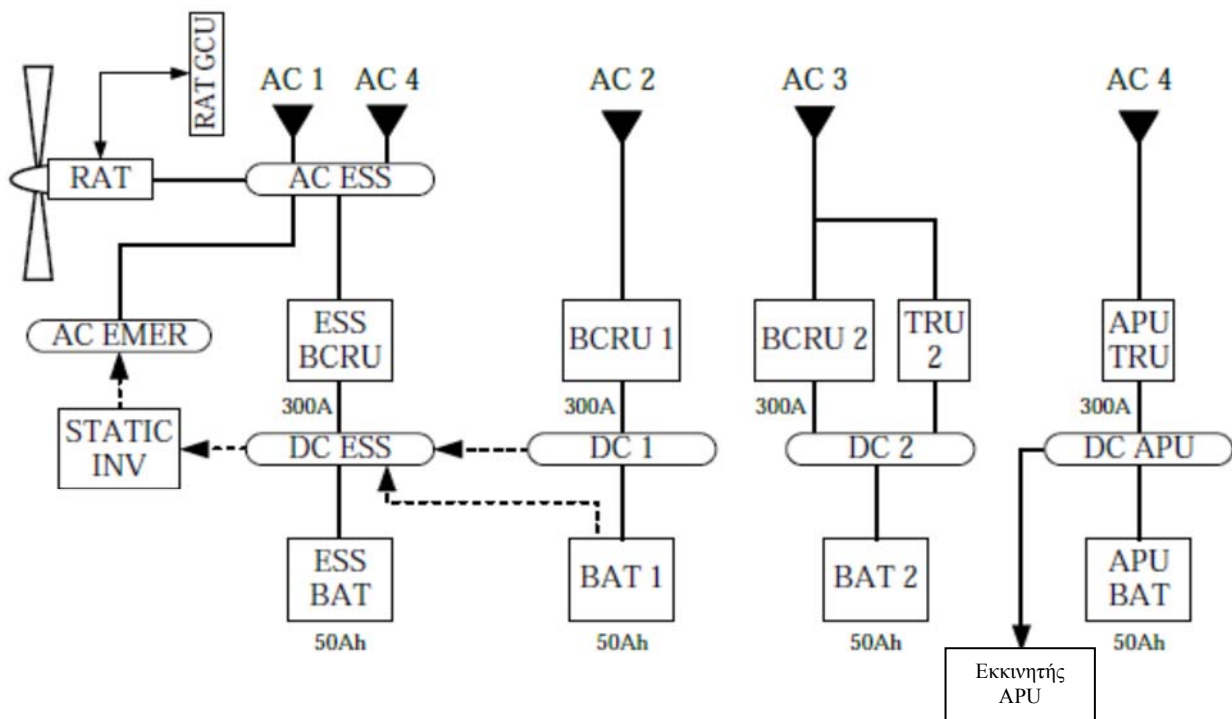 RAT GCU
AC 1
AC 4
AC 2
AC 3
AC 4
RAT
AC ESS
AC EMER
ESS
BCRU
BCRU 1
BCRU 2
TRU
2
APU
TRU
300A
300A
300A
300A
STATIC
INV
DC ESS
DC 1
DC 2
DC APU
ESS
BAT
BAT 1
BAT 2
APU
BAT
50Ah
50Ah
50Ah
50Ah
Εκκινητής
APU